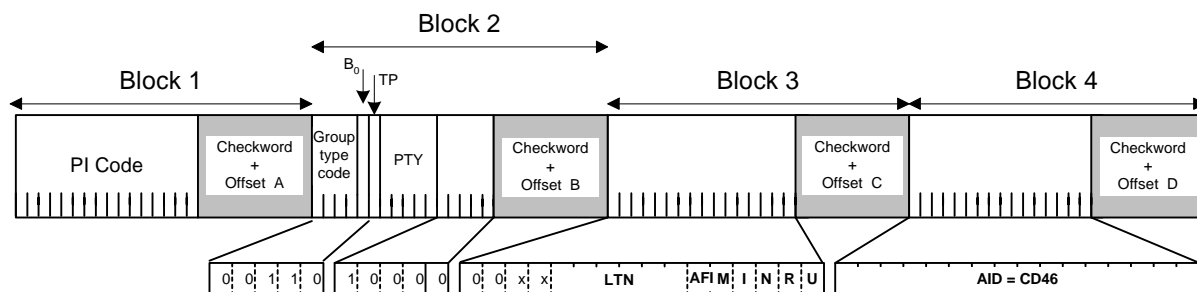 Block 2
B0 TP
Block 1
Block 3
Block 4
PI Code
Checkword
+
Offset A
Group
type
code
PTY
Checkword
+
Offset B
Checkword
+
Offset C
Checkword
+
Offset D
0 0 1 1 0
1 0 0 0 0
0 0 x x LTN AFI M I N R U
AID = CD46